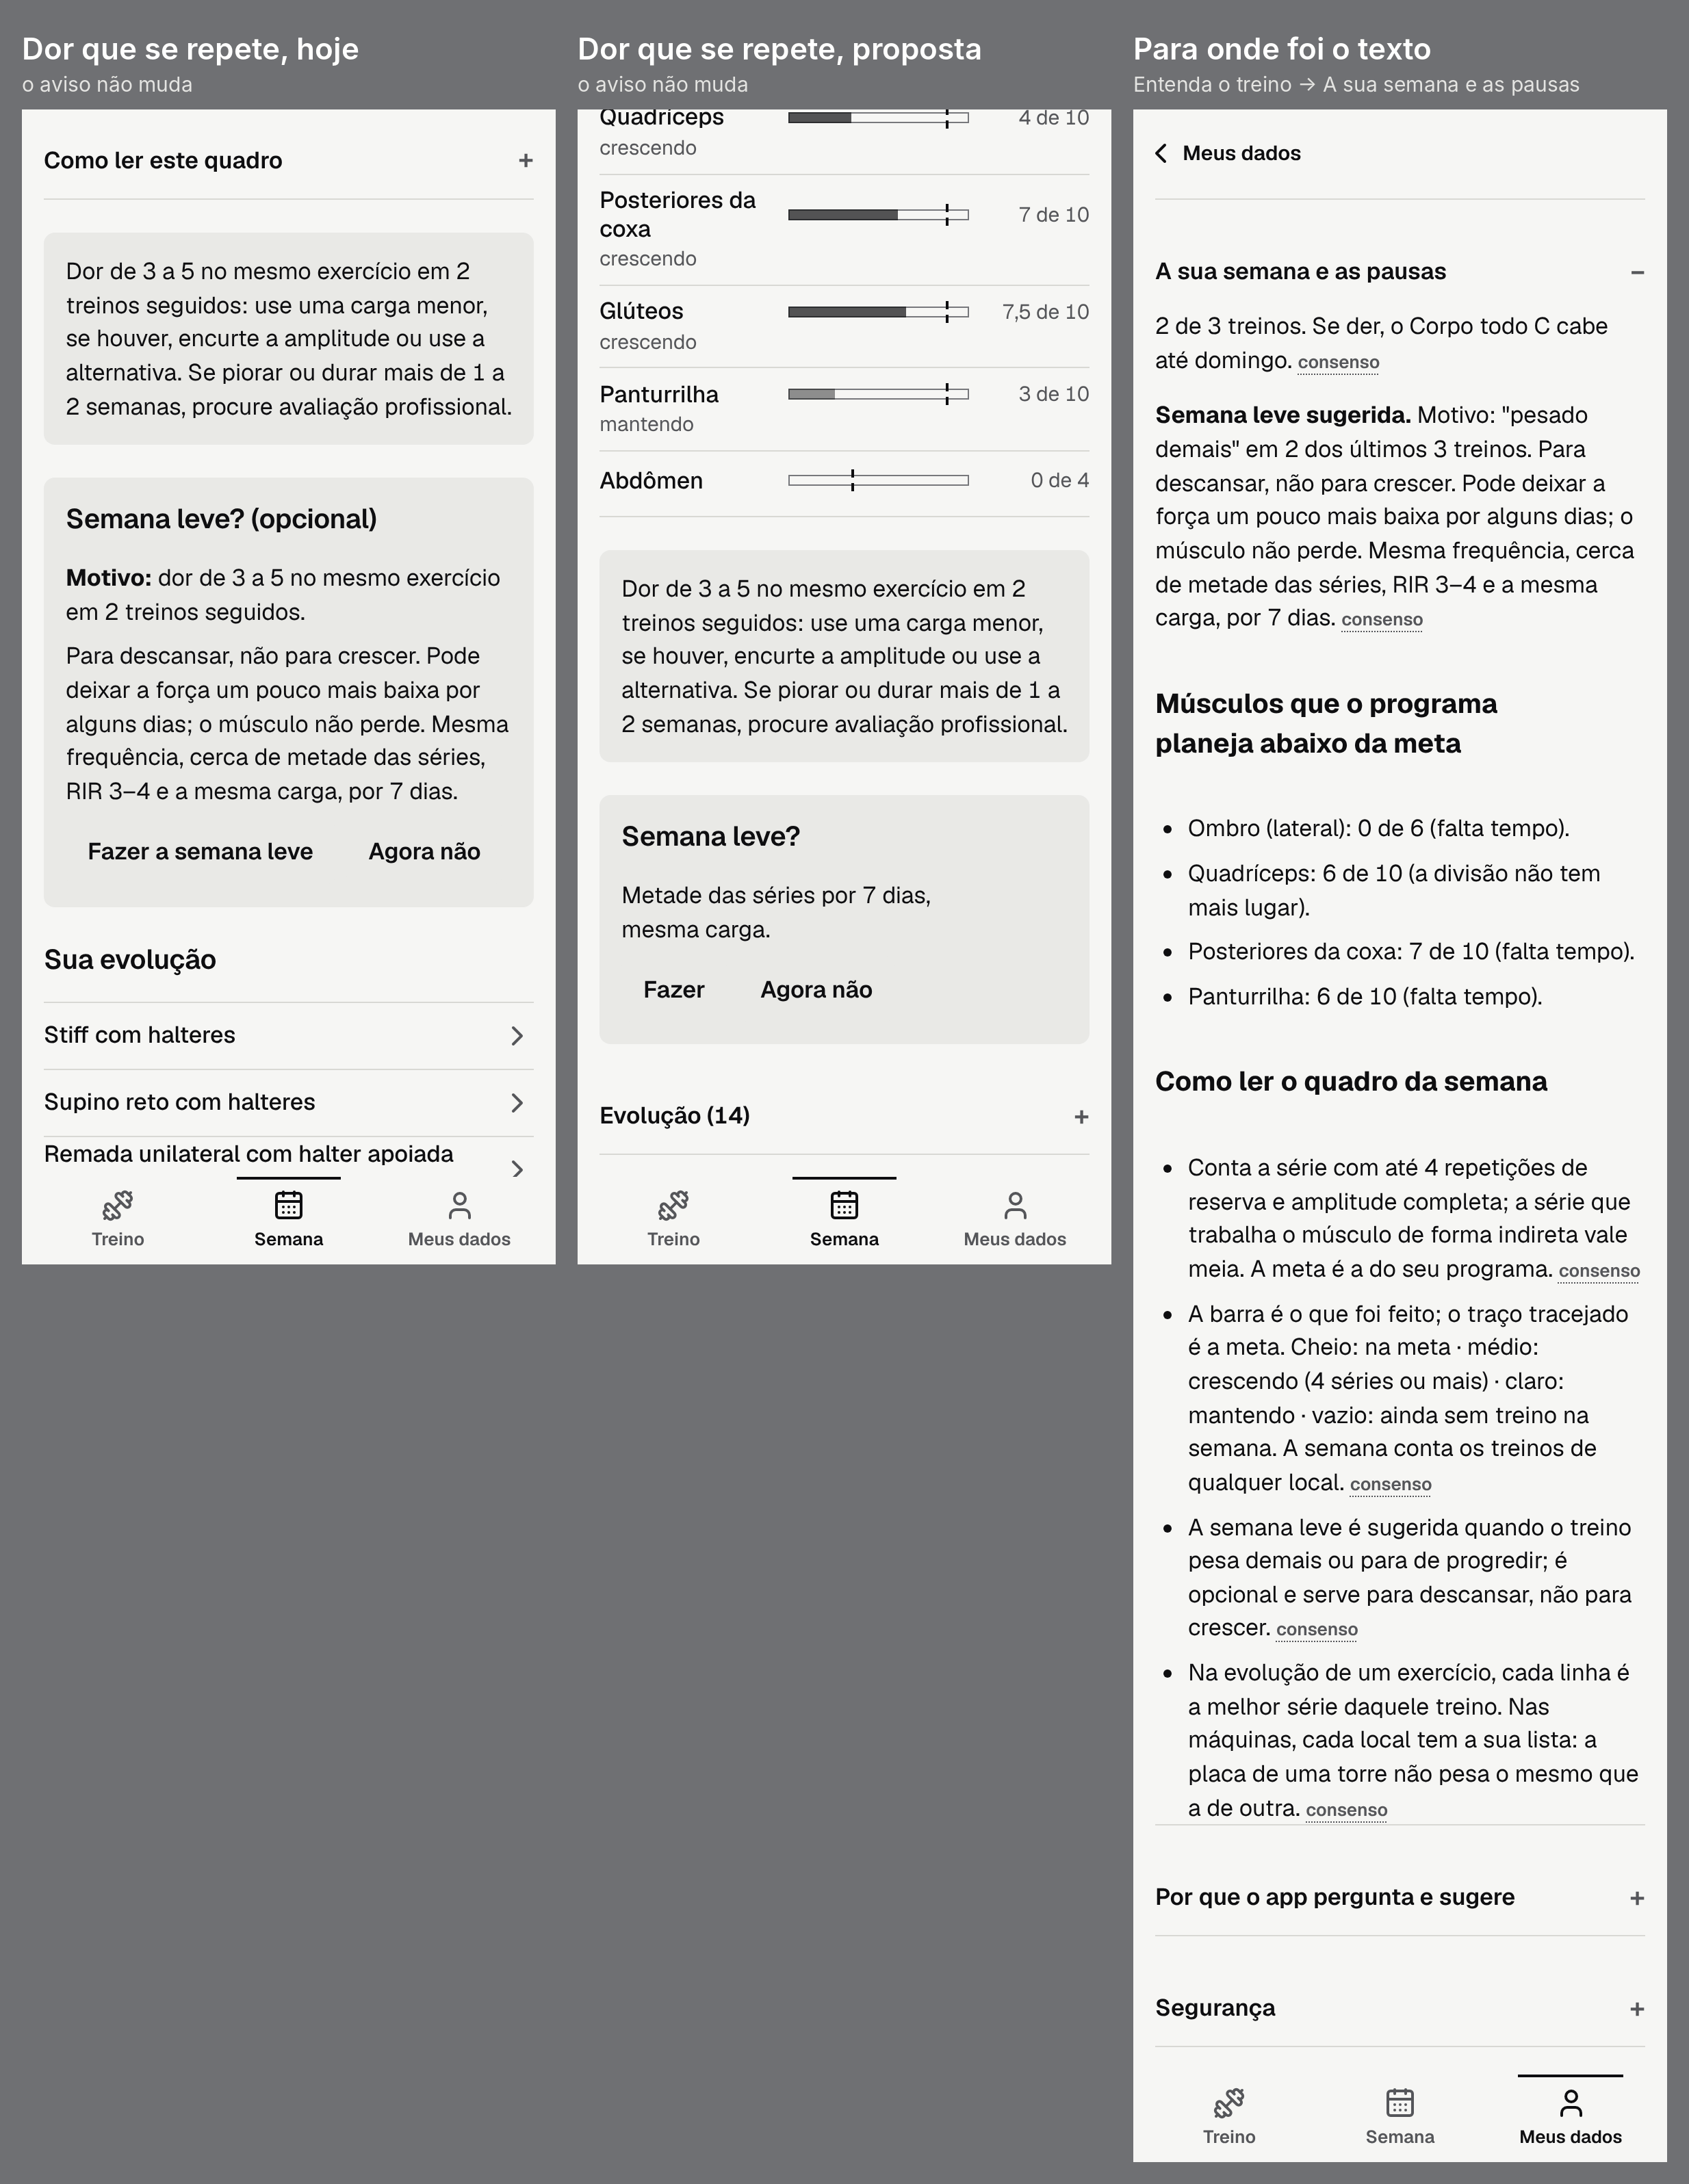 Dor que se repete, hoje
o aviso não muda
Como ler este quadro
+
Dor de 3 a 5 no mesmo exercício em 2
treinos seguidos: use uma carga menor,
se houver, encurte a amplitude ou use a
alternativa. Se piorar ou durar mais de 1 a
2 semanas, procure avaliação profissional.
Semana leve? (opcional)
Motivo: dor de 3 a 5 no mesmo exercício
em 2 treinos seguidos.
Para descansar, não para crescer. Pode
deixar a força um pouco mais baixa por
alguns dias; o músculo não perde. Mesma
frequência, cerca de metade das séries,
RIR 3–4 e a mesma carga, por 7 dias.
Fazer a semana leve Agora não
Sua evolução
Stiff com halteres
Supino reto com halteres
Remada unilateral com halter apoiada
Treino Semana Meus dados
Dor que se repete, proposta
o aviso não muda
Quadríceps 4 de 10
crescendo
Posteriores da
coxa
7 de 10
crescendo
Glúteos 7,5 de 10
crescendo
Panturrilha 3 de 10
mantendo
Abdômen 0 de 4
Dor de 3 a 5 no mesmo exercício em 2
treinos seguidos: use uma carga menor,
se houver, encurte a amplitude ou use a
alternativa. Se piorar ou durar mais de 1 a
2 semanas, procure avaliação profissional.
Semana leve?
Metade das séries por 7 dias,
mesma carga.
Fazer Agora não
Evolução (14)
+
Treino Semana Meus dados
Para onde foi o texto
Entenda o treino → A sua semana e as pausas
Meus dados
A sua semana e as pausas
−
2 de 3 treinos. Se der, o Corpo todo C cabe
até domingo. consenso
Semana leve sugerida. Motivo: "pesado
demais" em 2 dos últimos 3 treinos. Para
descansar, não para crescer. Pode deixar a
força um pouco mais baixa por alguns dias; o
músculo não perde. Mesma frequência, cerca
de metade das séries, RIR 3–4 e a mesma
carga, por 7 dias. consenso
Músculos que o programa
planeja abaixo da meta
• Ombro (lateral): 0 de 6 (falta tempo).
• Quadríceps: 6 de 10 (a divisão não tem
mais lugar).
• Posteriores da coxa: 7 de 10 (falta tempo).
• Panturrilha: 6 de 10 (falta tempo).
Como ler o quadro da semana
• Conta a série com até 4 repetições de
reserva e amplitude completa; a série que
trabalha o músculo de forma indireta vale
meia. A meta é a do seu programa. consenso
• A barra é o que foi feito; o traço tracejado
é a meta. Cheio: na meta · médio:
crescendo (4 séries ou mais) · claro:
mantendo · vazio: ainda sem treino na
semana. A semana conta os treinos de
qualquer local. consenso
• A semana leve é sugerida quando o treino
pesa demais ou para de progredir; é
opcional e serve para descansar, não para
crescer. consenso
• Na evolução de um exercício, cada linha é
a melhor série daquele treino. Nas
máquinas, cada local tem a sua lista: a
placa de uma torre não pesa o mesmo que
a de outra. consenso
Por que o app pergunta e sugere
+
Segurança
+
Treino Semana Meus dados